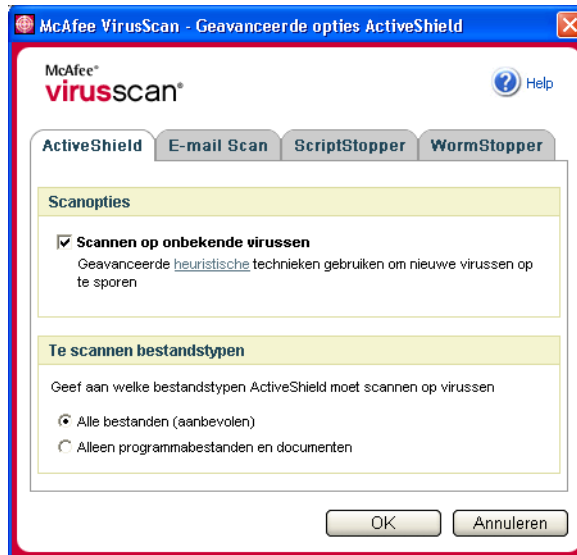 McAfee VirusScan - Geavanceerde opties ActiveShield
McAfee®
virusscan®
Help
ActiveShield
E-mail Scan
ScriptStopper
WormStopper
Scanopties
Scannen op onbekende virussen
Geavanceerde heuristische technieken gebruiken om nieuwe virussen op
te sporen
Te scannen bestandstypen
Geef aan welke bestandstypen ActiveShield moet scannen op virussen
Alle bestanden (aanbevolen)
Alleen programmabestanden en documenten
OK
Annuleren